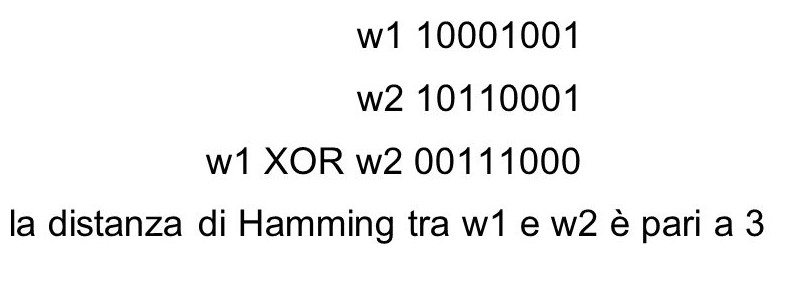 w1 10001001
w2 10110001
w1 XOR w2 00111000
la distanza di Hamming tra w1 e w2 è pari a 3